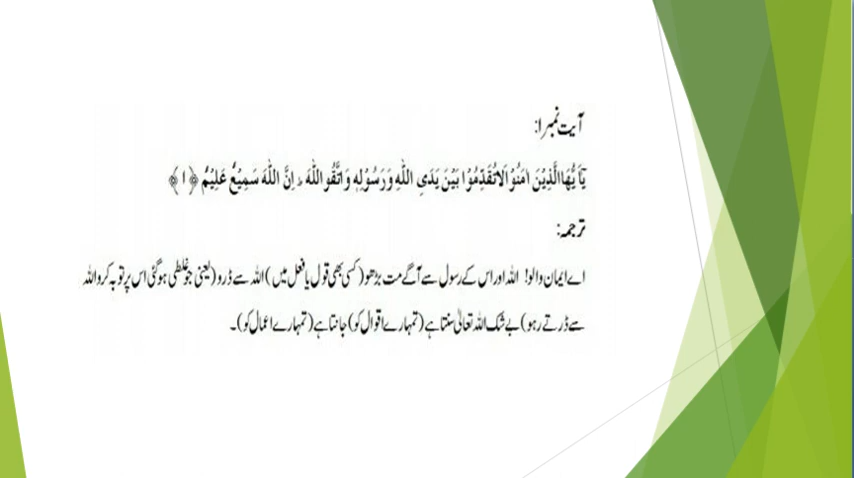 آیت نمبر ۱:
یٰۤاَیُّهَا الَّذِیْنَ اٰمَنُوْا لَا تُقَدِّمُوْا بَیْنَ یَدَیِ اللّٰهِ وَ رَسُوْلِهٖ وَ اتَّقُوا اللّٰهَ ؕ اِنَّ اللّٰهَ سَمِیْعٌ عَلِیْمٌ ﴿۱﴾
ترجمہ:
اے ایمان والو! اللہ اور اس کے رسول سے آگے مت بڑھو (کسی بھی قول یا فعل میں) اللہ سے ڈرو (یعنی جو غلطی ہوگئی اس پر توبہ کرو اللہ
سے ڈرتے رہو) بے شک اللہ تعالیٰ سنتا ہے (تمہارے اقوال کو) جانتا ہے (تمہارے اعمال کو)۔